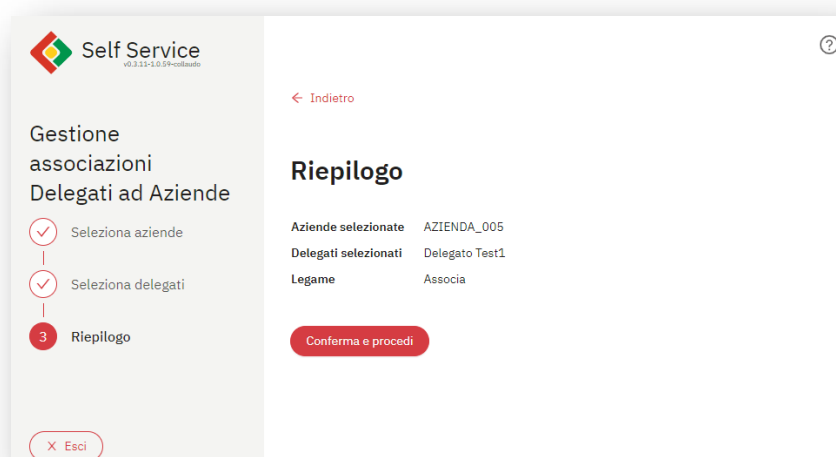 Self Service
v0.3.11-1.0.59-collaudo
Gestione
associazioni
Delegati ad Aziende
Seleziona aziende
Seleziona delegati
3 Riepilogo
× Esci
?
← Indietro
Riepilogo
Aziende selezionate AZIENDA_005
Delegati selezionati Delegato Test1
Legame Associa
Conferma e procedi